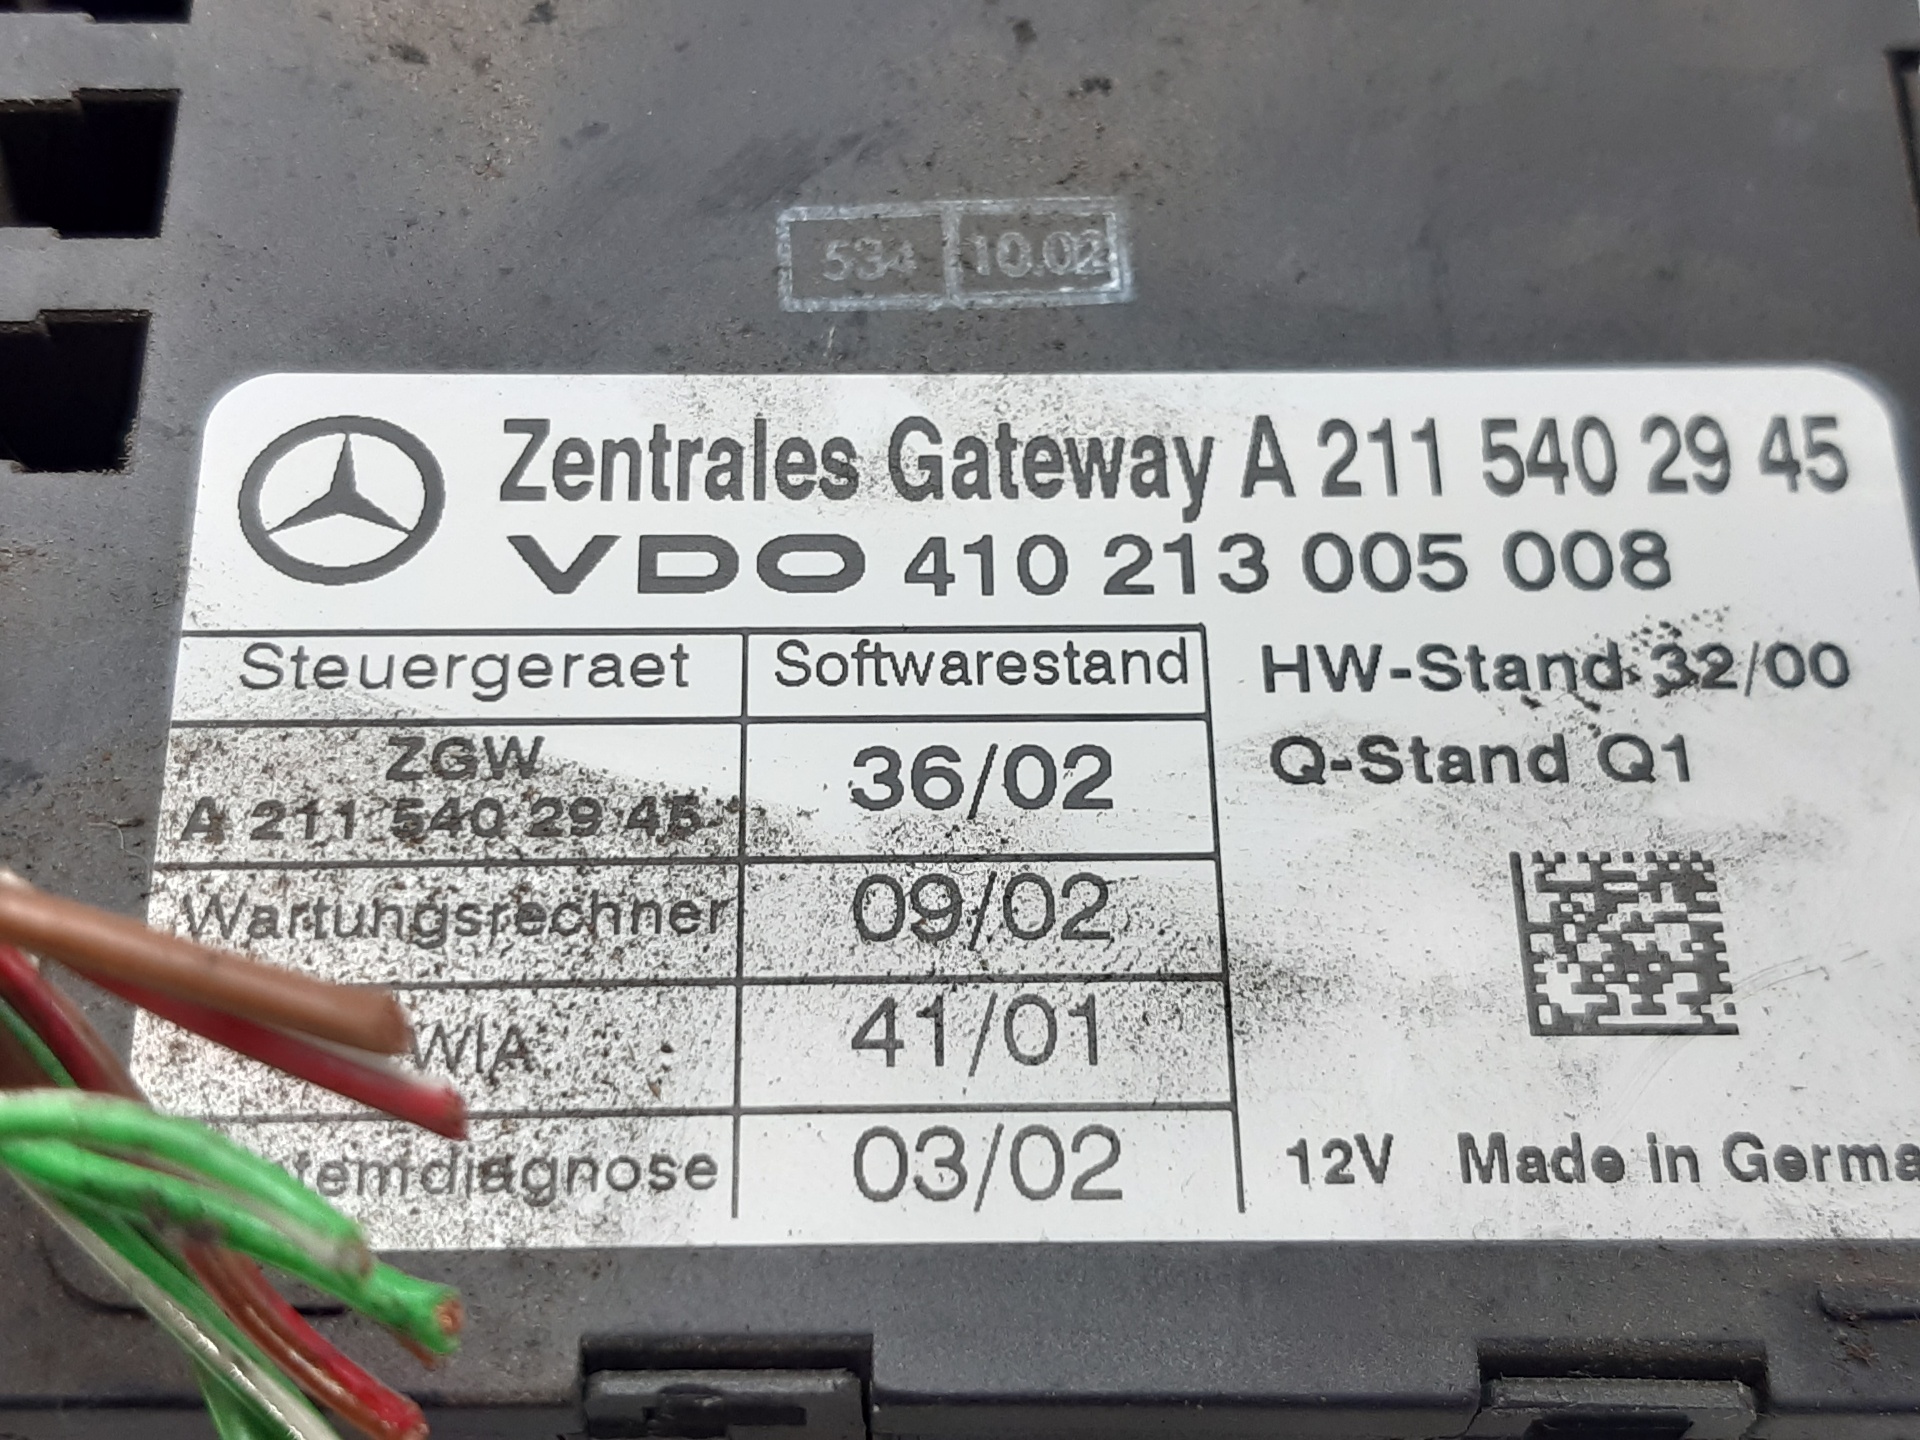 534 10.02
Zentrales Gateway A 211 540 29 45
VDO 410 213 005 008
Steuergeraet Softwarestand HW-Stand 32/00
ZGW 36/02 Q-Stand Q1
A 211 540 29 45
Wartungsrechner 09/02
WIA 41/01
temdiagnose 03/02 12V Made in Germa